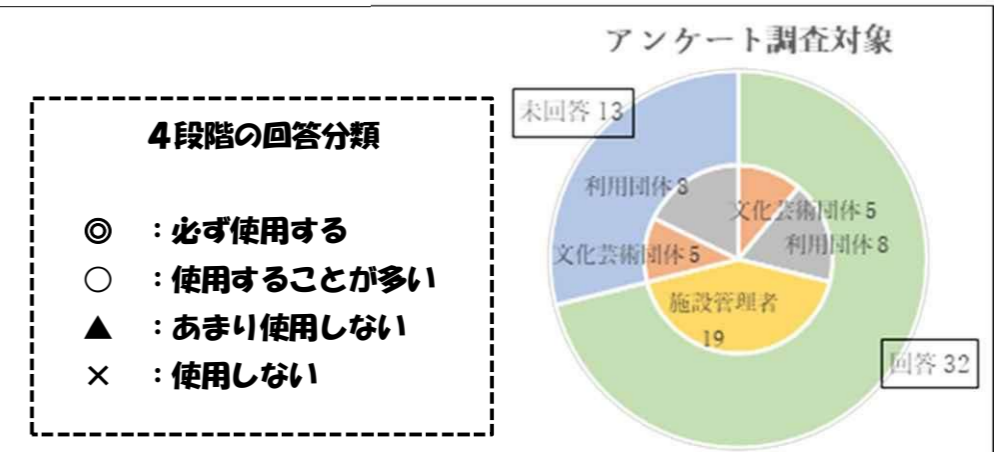 4段階の回答分類
◎ ：必ず使用する
○ ：使用することが多い
▲ ：あまり使用しない
× ：使用しない
アンケート調査対象
未回答 13
利用団体 8
文化芸術団体 5
文化芸術団体 5
利用団体 8
施設管理者
19
回答 32